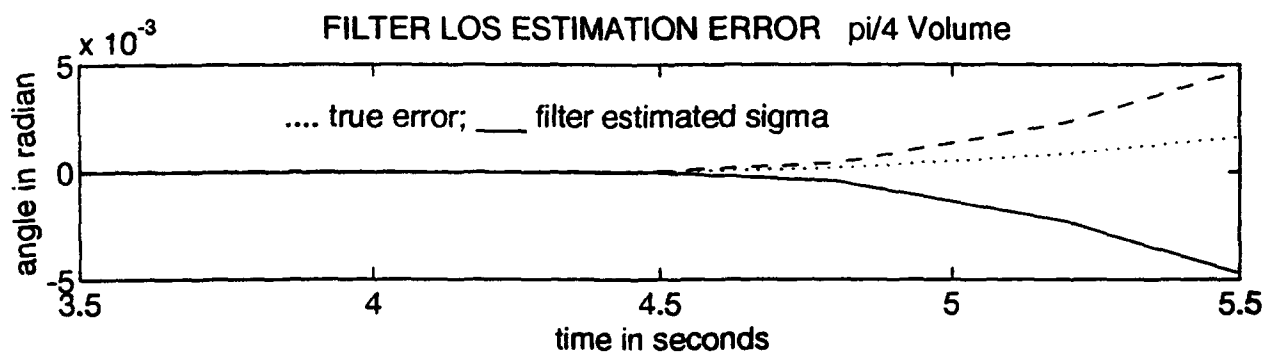 FILTER LOS ESTIMATION ERROR pi/4 Volume
x 10-3
5
.... true error; ___ filter estimated sigma
angle in radian
0
-5
3.5 4 4.5 5 5.5
time in seconds